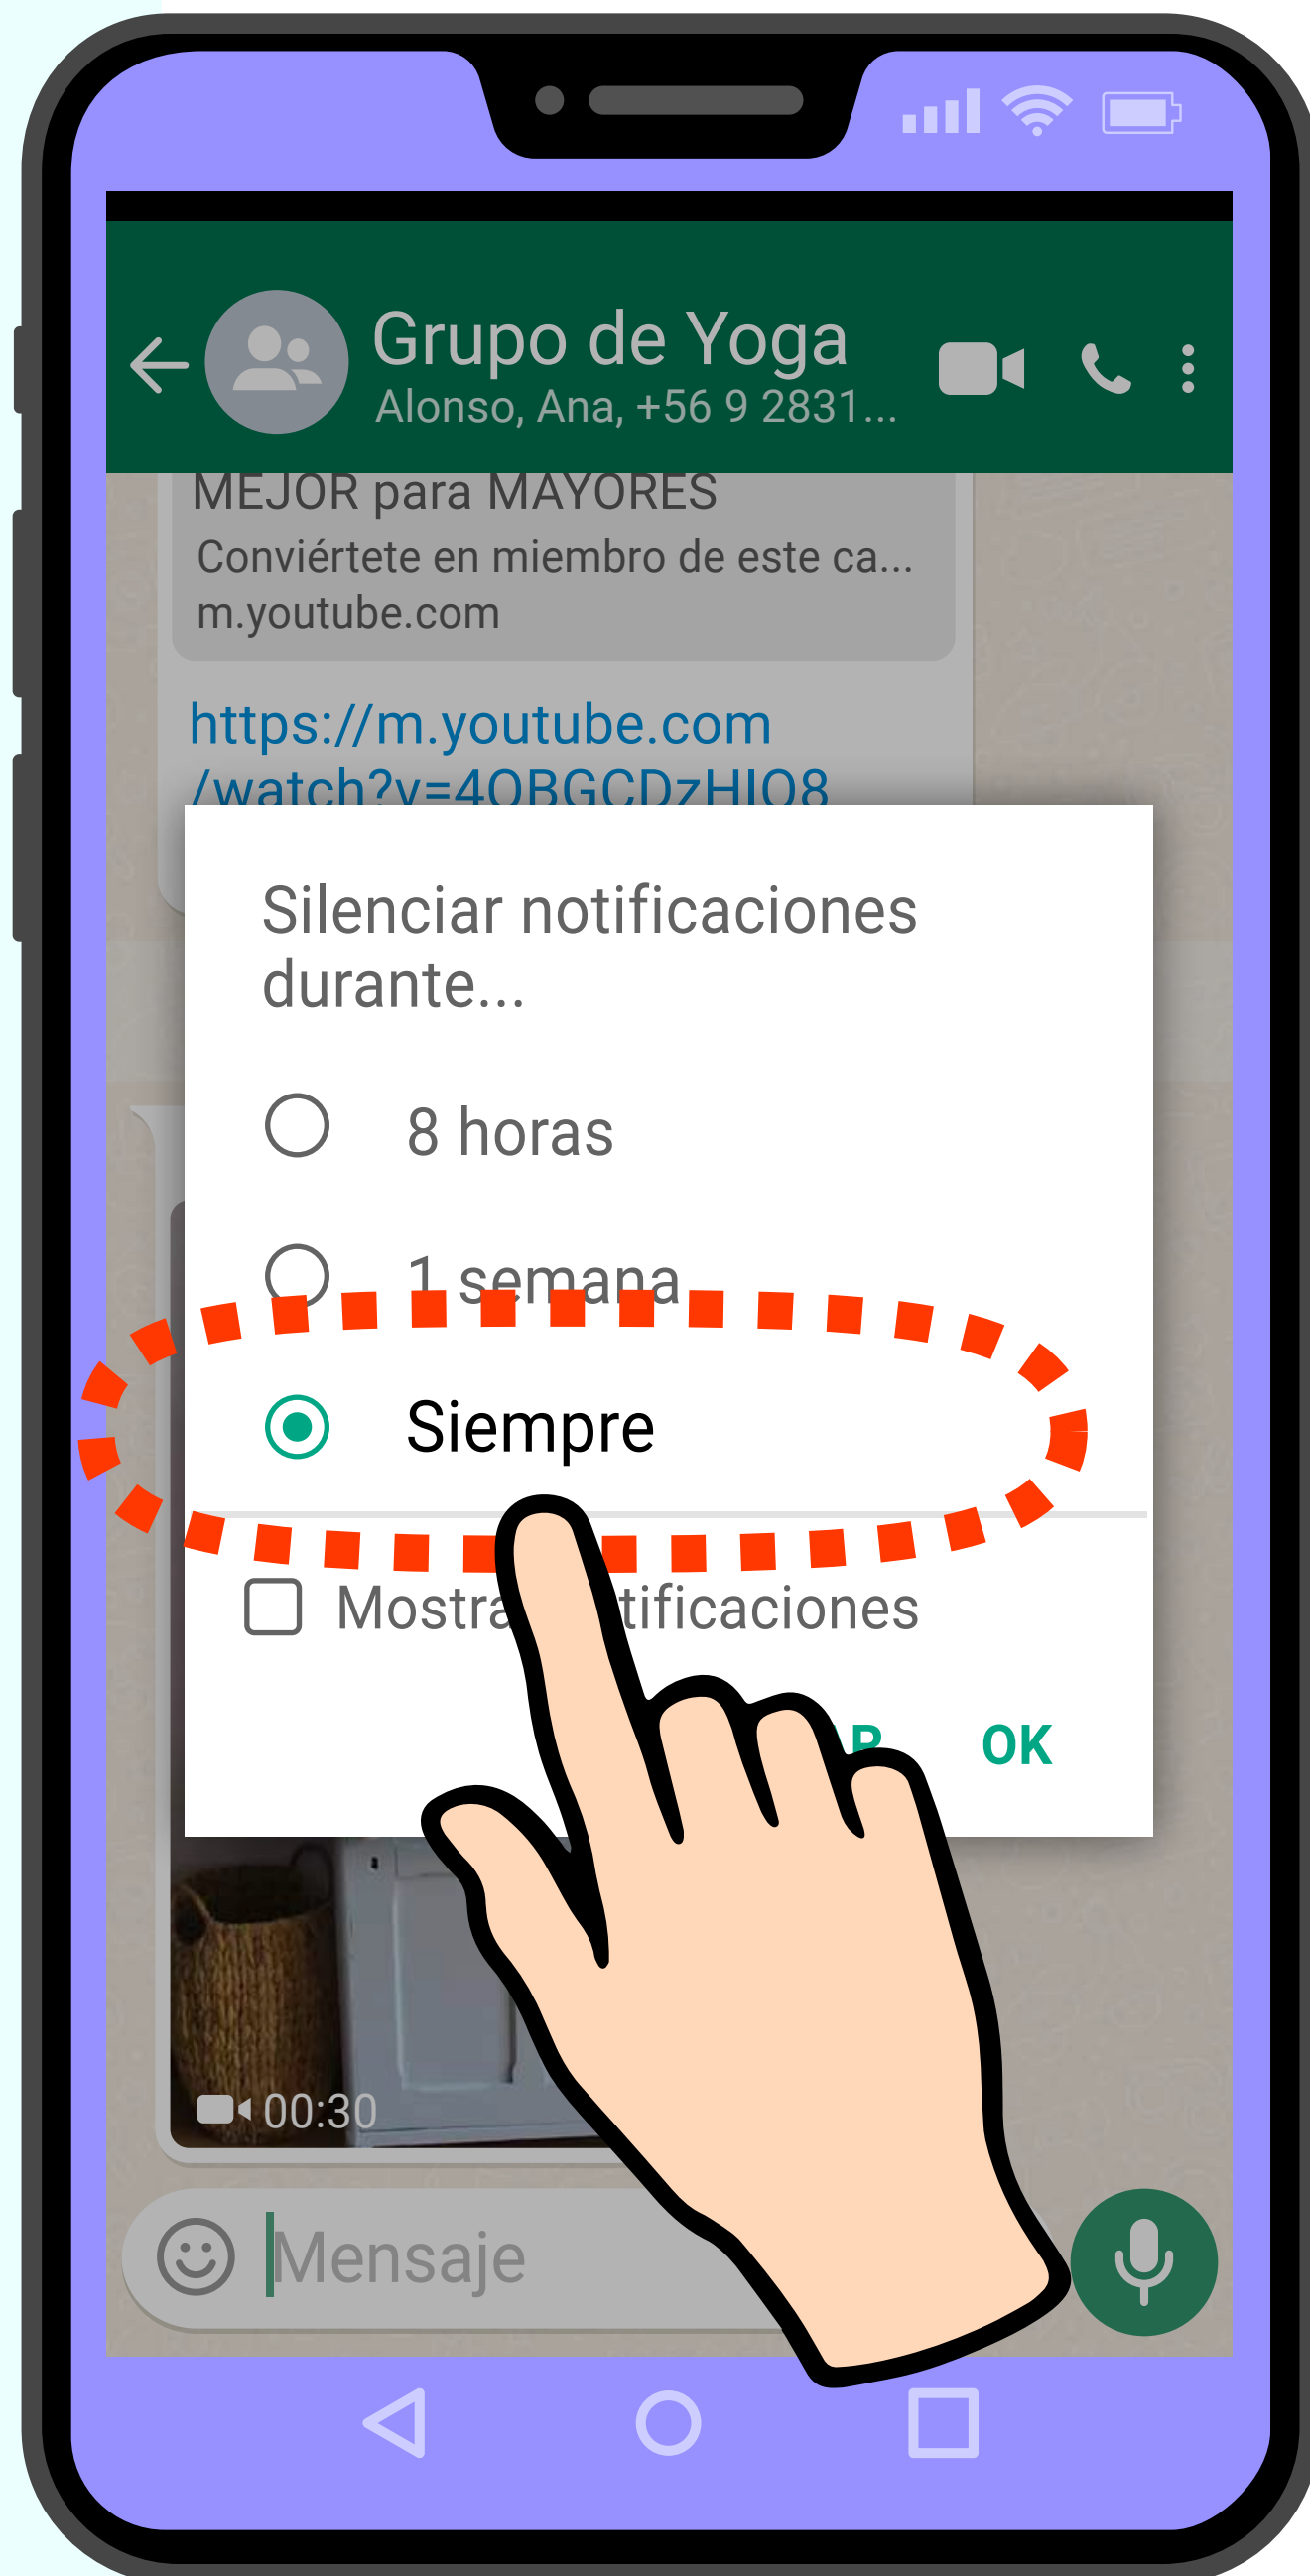 Grupo de Yoga
Alonso, Ana, +56 9 2831...
MEJOR para MAYORES
Conviértete en miembro de este ca...
m.youtube.com
https://m.youtube.com
Silenciar notificaciones
durante...
8 horas
1 semana
Siempre
OK
00:30
Mensaje